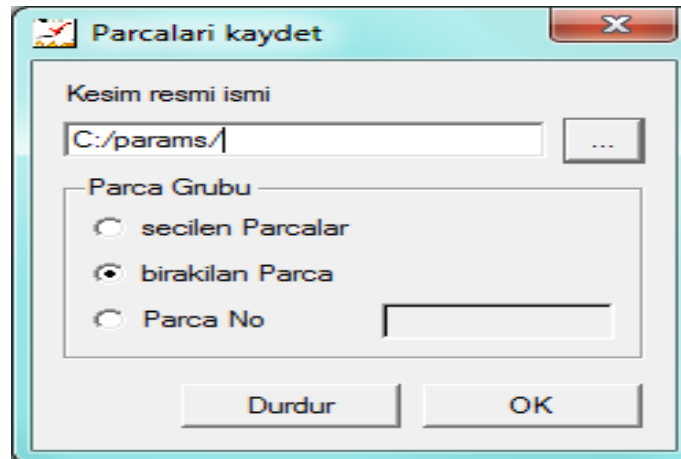 Parcalari kaydet
Kesim resmi ismi
C:/params/
...
Parca Grubu
secilen Parcalar
birakilan Parca
Parca No
Durdur OK